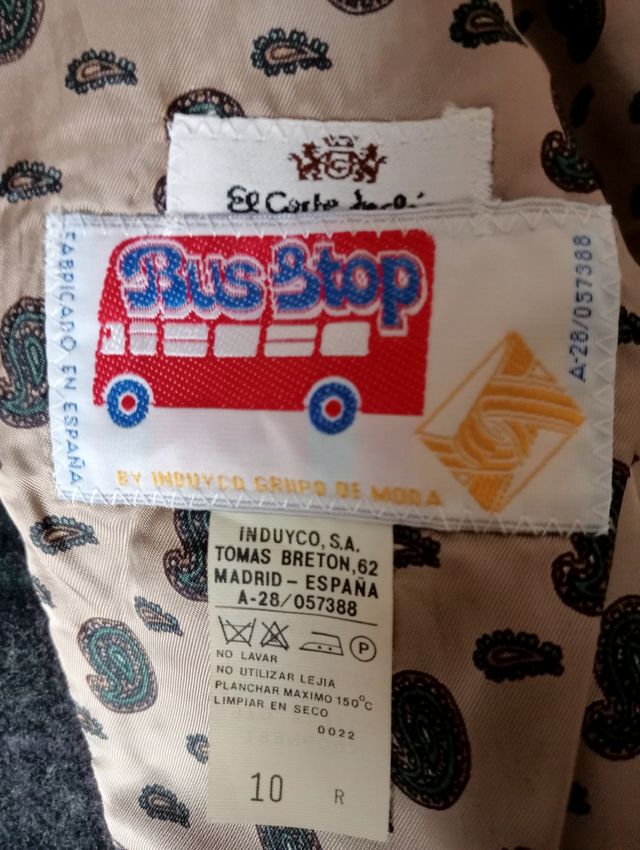 El Corte Inglés
FABRICADO EN ESPAÑA
Bus Stop
A-28/057388
BY INDUYCO GRUPO DE MODA
INDUYCO, S.A.
TOMAS BRETON, 62
MADRID – ESPAÑA
A-28/057388
P
NO LAVAR
NO UTILIZAR LEJIA
PLANCHAR MAXIMO 150°C
LIMPIAR EN SECO
0022
10 R